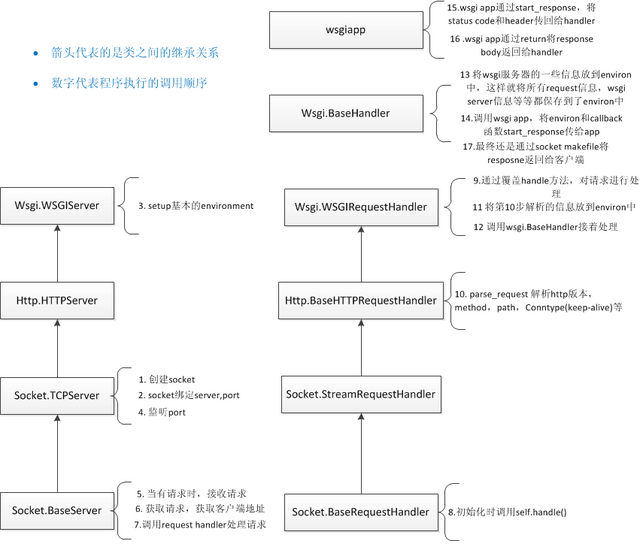 箭头代表的是类之间的继承关系
数字代表程序执行的调用顺序
wsgiapp
15.wsgi app通过start_response，将
status code和header传回给handler
16 .wsgi app通过return将response
body返回给handler
Wsgi.BaseHandler
13 将wsgi服务器的一些信息放到environ
中，这样就将所有request信息，wsgi
server信息等等都保存到了environ中
14.调用wsgi app，将environ和callback
函数start_response传给app
17.最终还是通过socket makefile将
resposne返回给客户端
Wsgi.WSGIServer
3. setup基本的environment
Wsgi.WSGIRequestHandler
9.通过覆盖handle方法，对请求进行处
理
11 将第10步解析的信息放到environ中
12 调用wsgi.BaseHandler接着处理
Http.HTTPServer
Http.BaseHTTPRequestHandler
10. parse_request 解析http版本，
method，path，Conntype(keep-alive)等
Socket.TCPServer
1. 创建socket
2. socket绑定server,port
4. 监听port
Socket.StreamRequestHandler
Socket.BaseServer
5. 当有请求时，接收请求
6. 获取请求，获取客户端地址
7.调用request handler处理请求
Socket.BaseRequestHandler
8.初始化时调用self.handle()